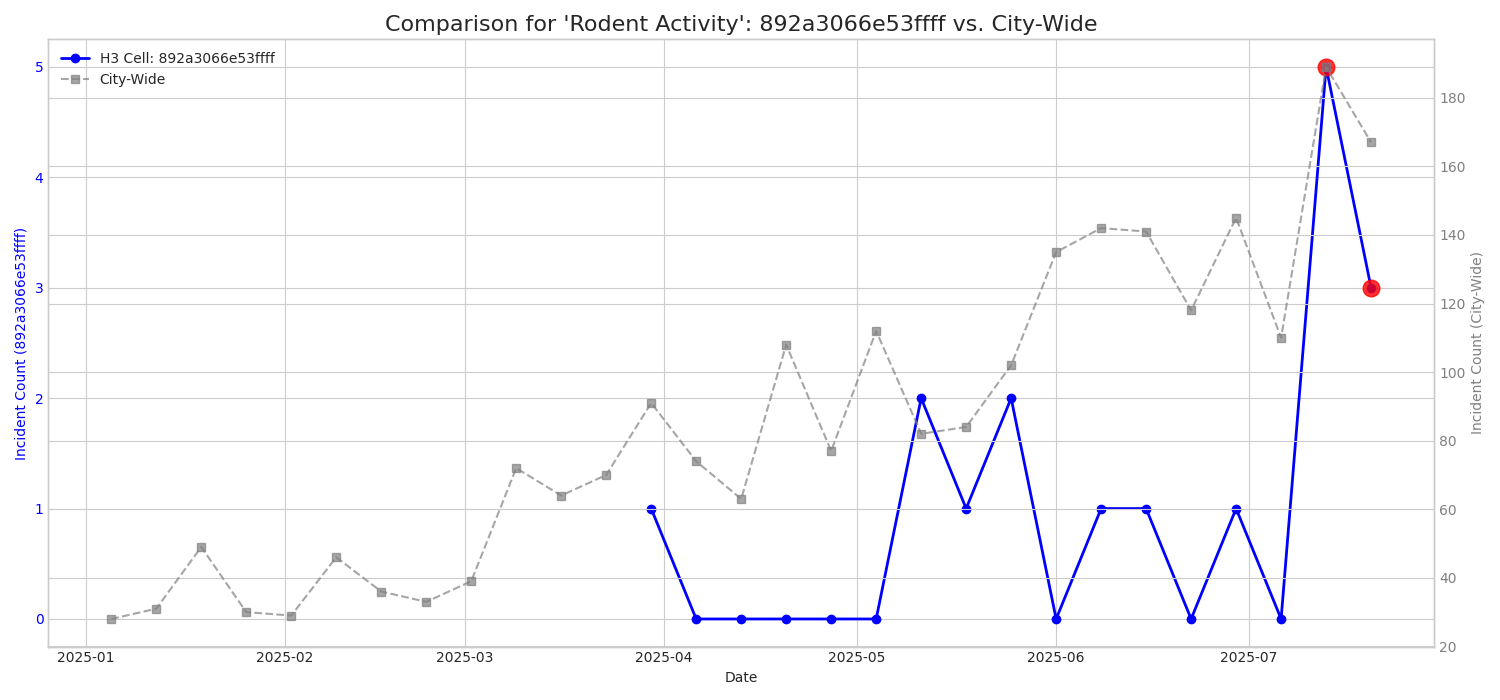 Comparison for 'Rodent Activity': 892a3066e53ffff vs. City-Wide
H3 Cell: 892a3066e53ffff
City-Wide
Incident Count (892a3066e53ffff)
5
4
3
2
1
0
180
160
140
120
100
80
60
40
20
Incident Count (City-Wide)
2025-01 2025-02 2025-03 2025-04 2025-05 2025-06 2025-07
Date